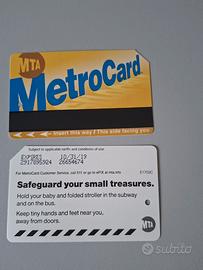 MTA
MetroCard
Insert this way / This side facing you
Subject to applicable tariffs and conditions of use
EXPIRES 10/31/19
2917695924 26654674
For MetroCard Customer Service, call 511 or go to eFIX at mta.info
Safeguard your small treasures.
Hold your baby and folded stroller in the subway
and on the bus.
Keep tiny hands and feet near you,
away from doors.
MTA
subito